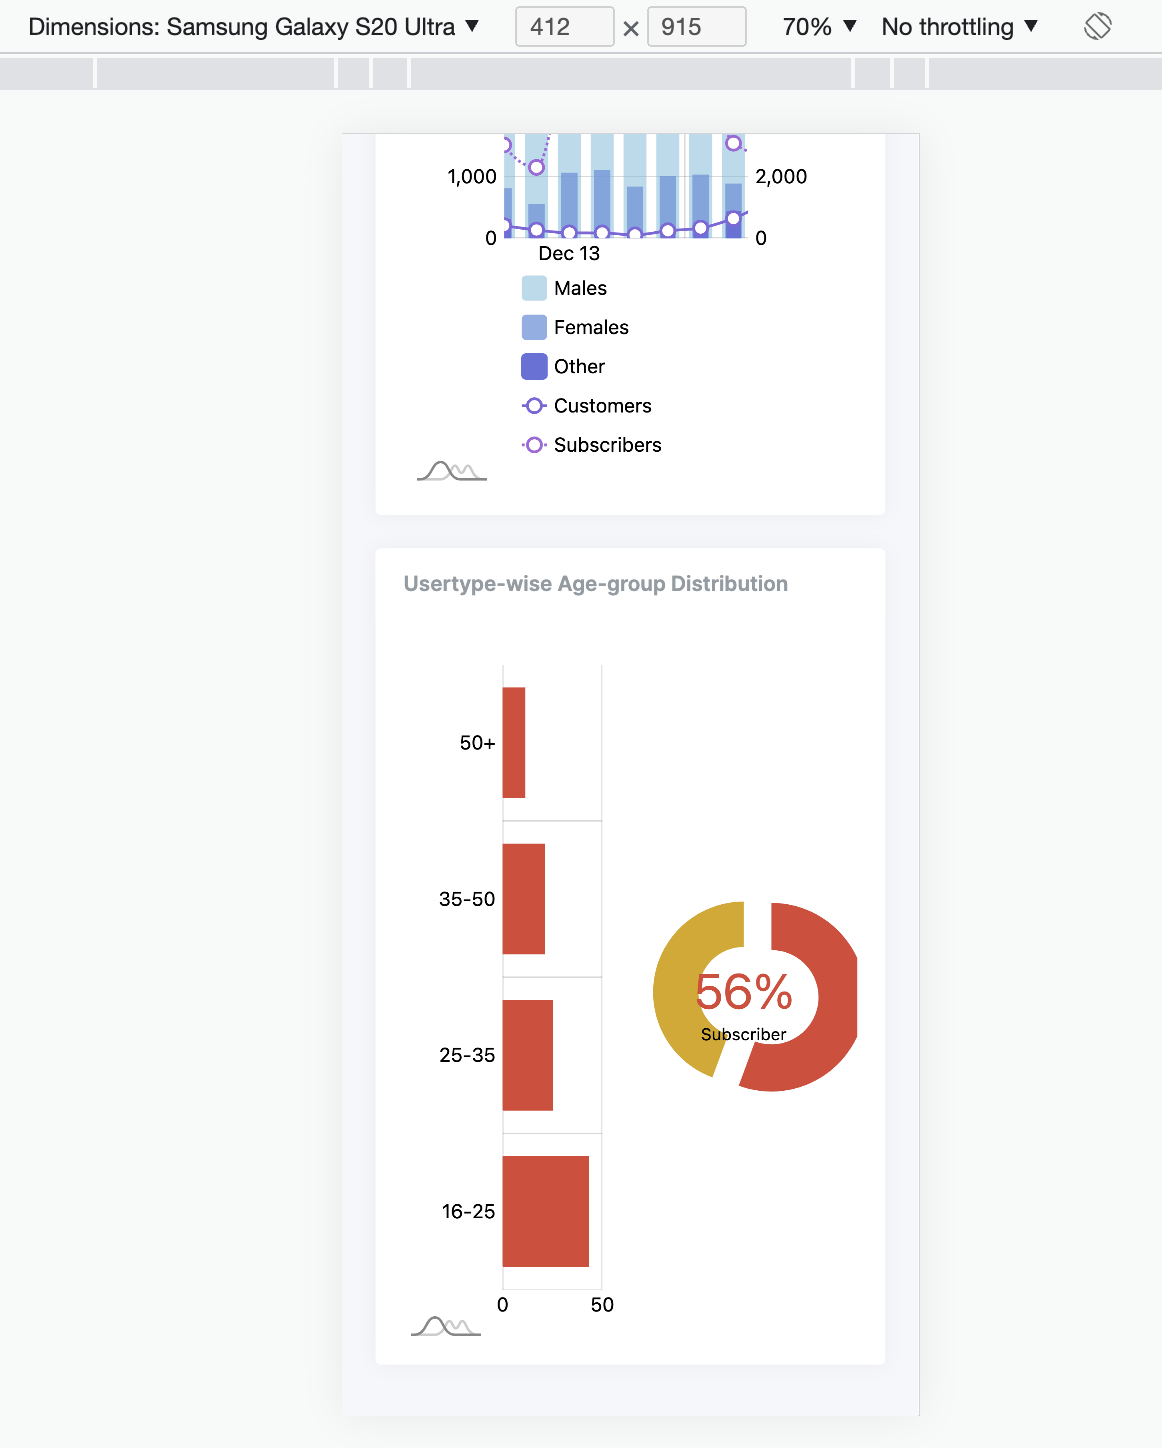 Dimensions: Samsung Galaxy S20 Ultra ▼ 412 × 915 70% ▼ No throttling ▼
1,000 2,000
0 0
Dec 13
Males
Females
Other
Customers
Subscribers
Usertype-wise Age-group Distribution
50+
35-50
56%
Subscriber
25-35
16-25
0 50